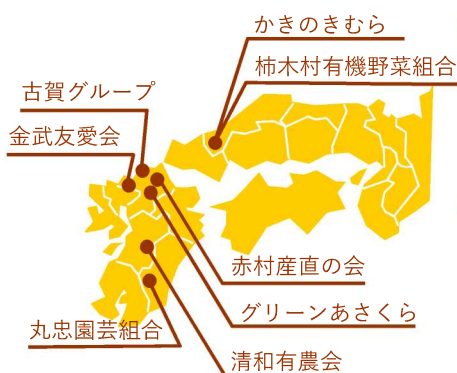 かきのきむら
柿木村有機野菜組合
古賀グループ
金武友愛会
赤村産直の会
グリーンあさくら
丸忠園芸組合
清和有農会